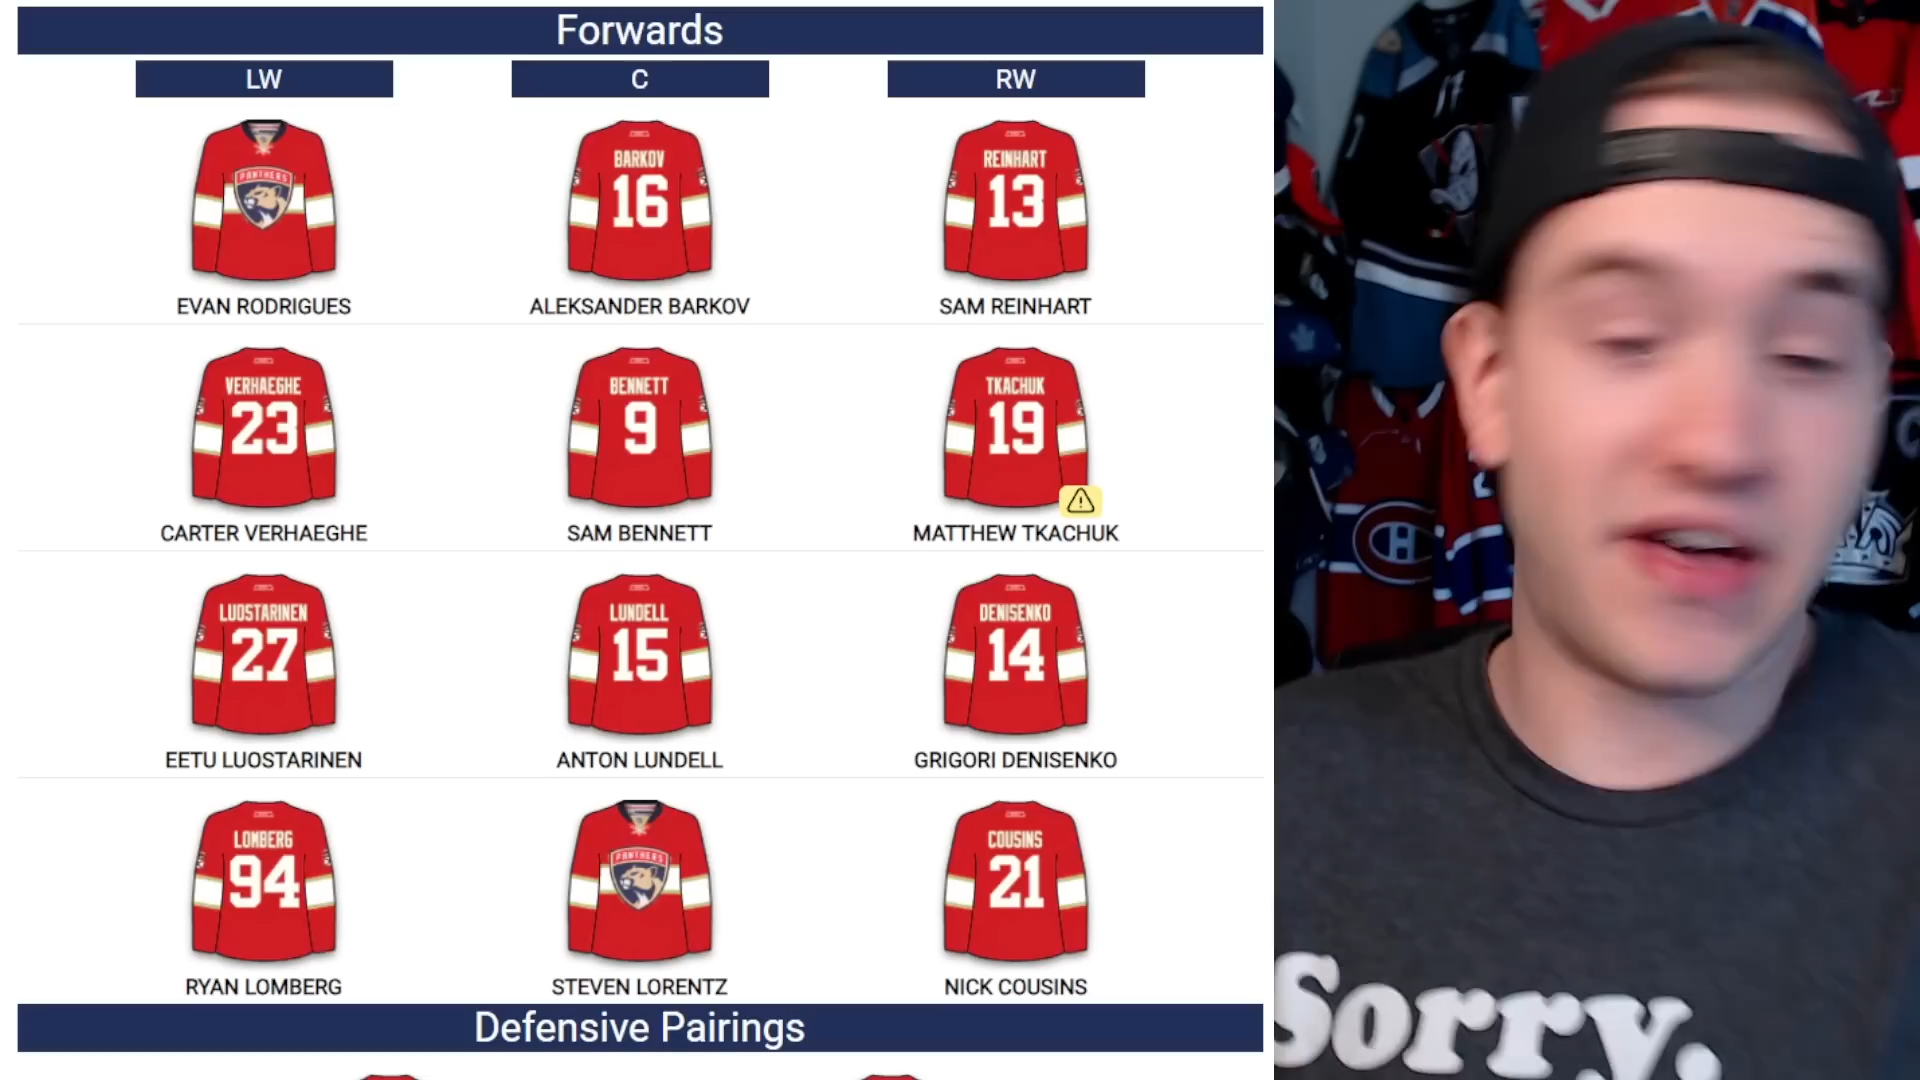 Forwards
LW C RW
PANTHERS
BARKOV
16
REINHART
13
EVAN RODRIGUES ALEKSANDER BARKOV SAM REINHART
VERHAEGHE
23
BENNETT
9
TKACHUK
19
CARTER VERHAEGHE SAM BENNETT MATTHEW TKACHUK
LUOSTARINEN
27
LUNDELL
15
DENISENKO
14
EETU LUOSTARINEN ANTON LUNDELL GRIGORI DENISENKO
LOMBERG
94
PANTHERS
COUSINS
21
RYAN LOMBERG STEVEN LORENTZ NICK COUSINS
Defensive Pairings
Sorry.